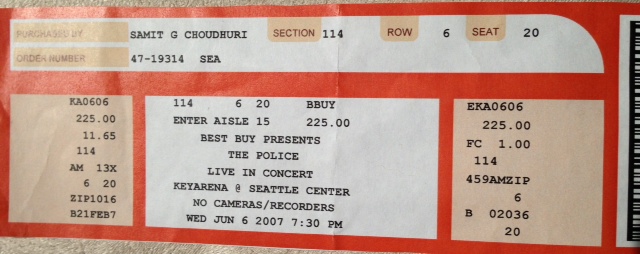 PURCHASED BY SAMIT G CHOUDHURI SECTION 114 ROW 6 SEAT 20
ORDER NUMBER 47-19314 SEA
KA0606
225.00
11.65
114
AM 13X
6 20
ZIP1016
B21FEB7
114 6 20 BBUY
ENTER AISLE 15 225.00
BEST BUY PRESENTS
THE POLICE
LIVE IN CONCERT
KEYARENA @ SEATTLE CENTER
NO CAMERAS/RECORDERS
WED JUN 6 2007 7:30 PM
EKA0606
225.00
FC 1.00
114
459AMZIP
6
B 02036
20